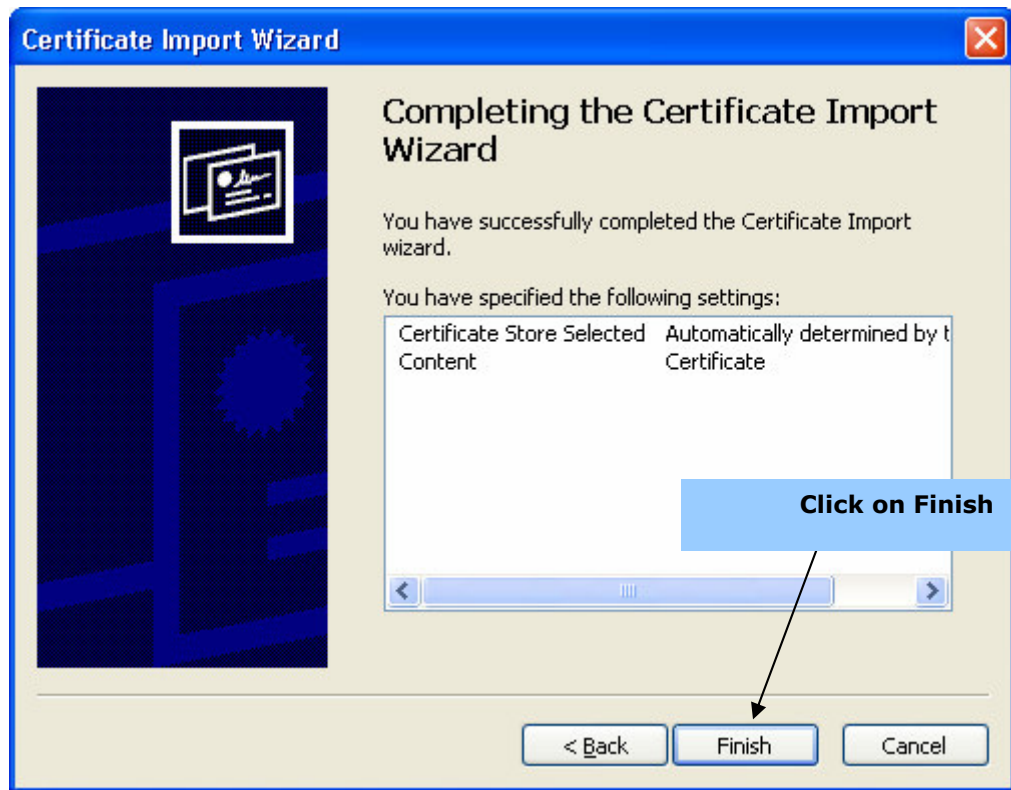 Certificate Import Wizard
Completing the Certificate Import
Wizard
You have successfully completed the Certificate Import
wizard.
You have specified the following settings:
Certificate Store Selected Automatically determined by t
Content Certificate
Click on Finish
< Back Finish Cancel